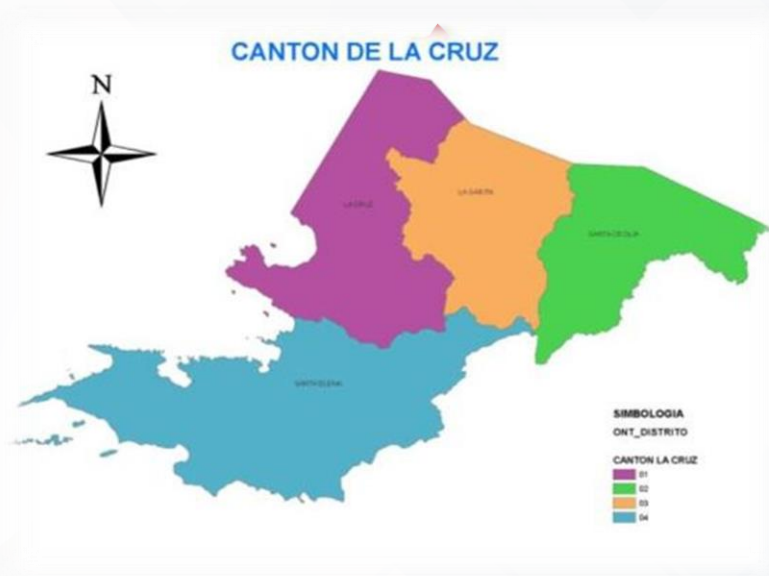 CANTON DE LA CRUZ
N
LA CRUZ
LA GARITA
SANTA CECILIA
SANTA ELENA
SIMBOLOGIA
ONT_DISTRITO
CANTON LA CRUZ
01
02
03
04